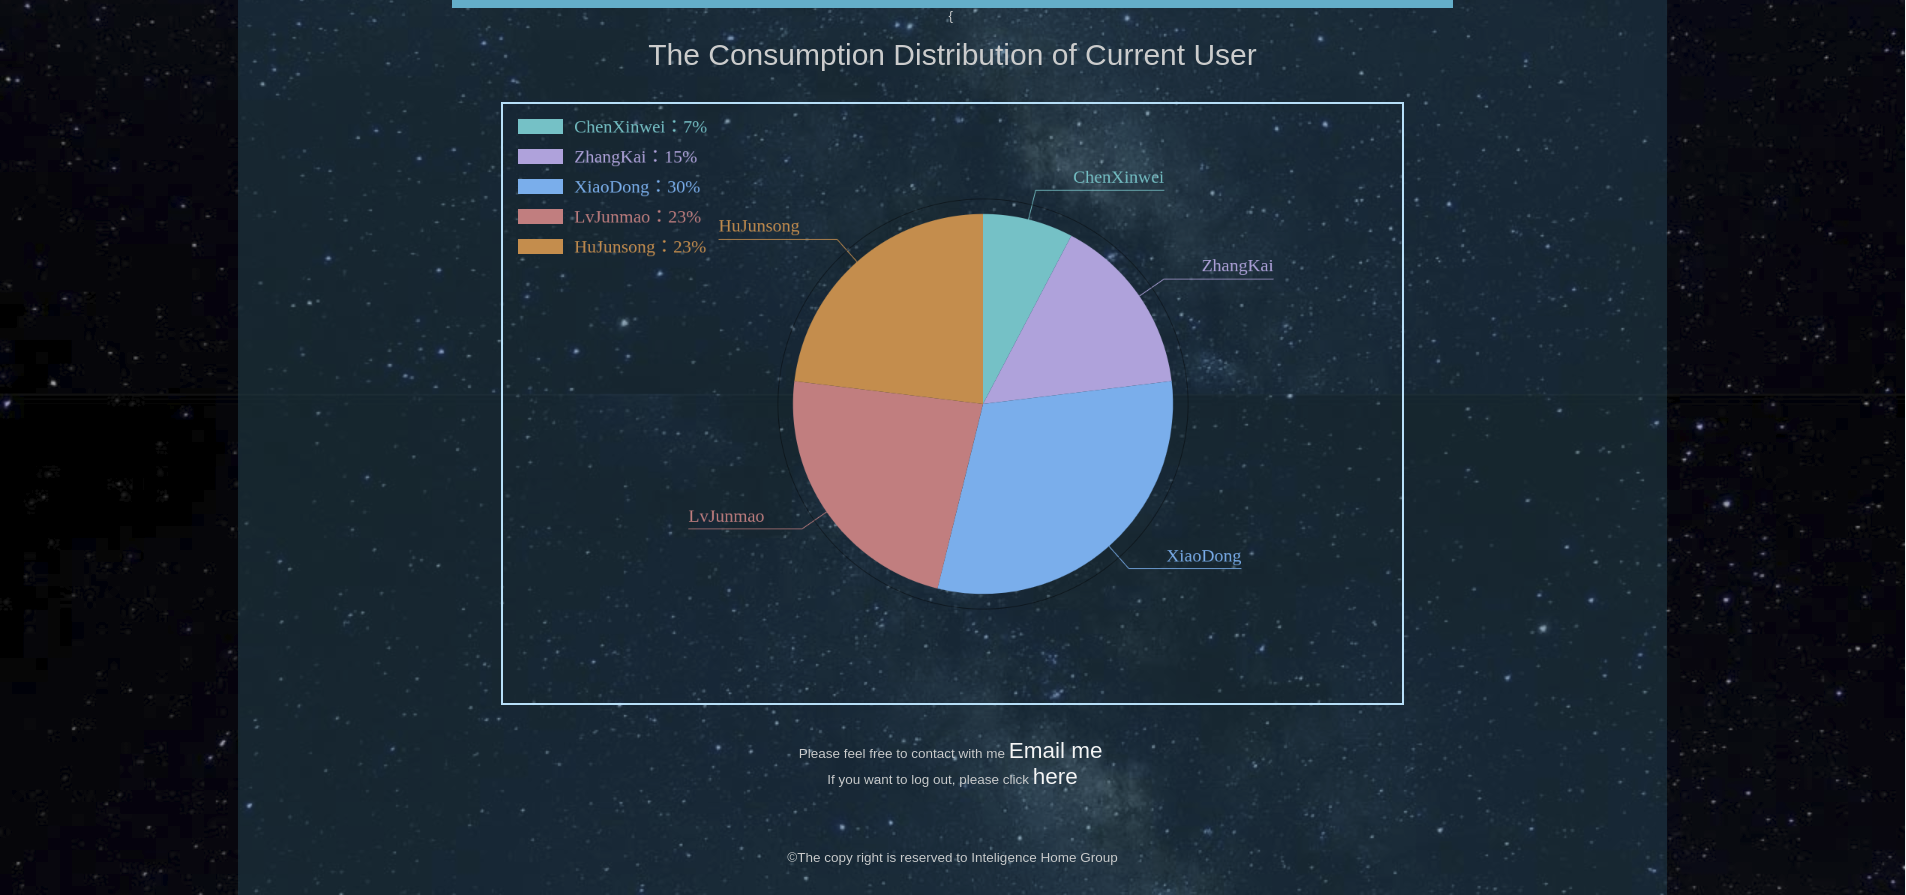 {
The Consumption Distribution of Current User
ChenXinwei：7%
ZhangKai：15%
XiaoDong：30%
LvJunmao：23%
HuJunsong：23%
ChenXinwei
HuJunsong
ZhangKai
LvJunmao
XiaoDong
Please feel free to contact with me Email me
If you want to log out, please click here
©The copy right is reserved to Inteligence Home Group